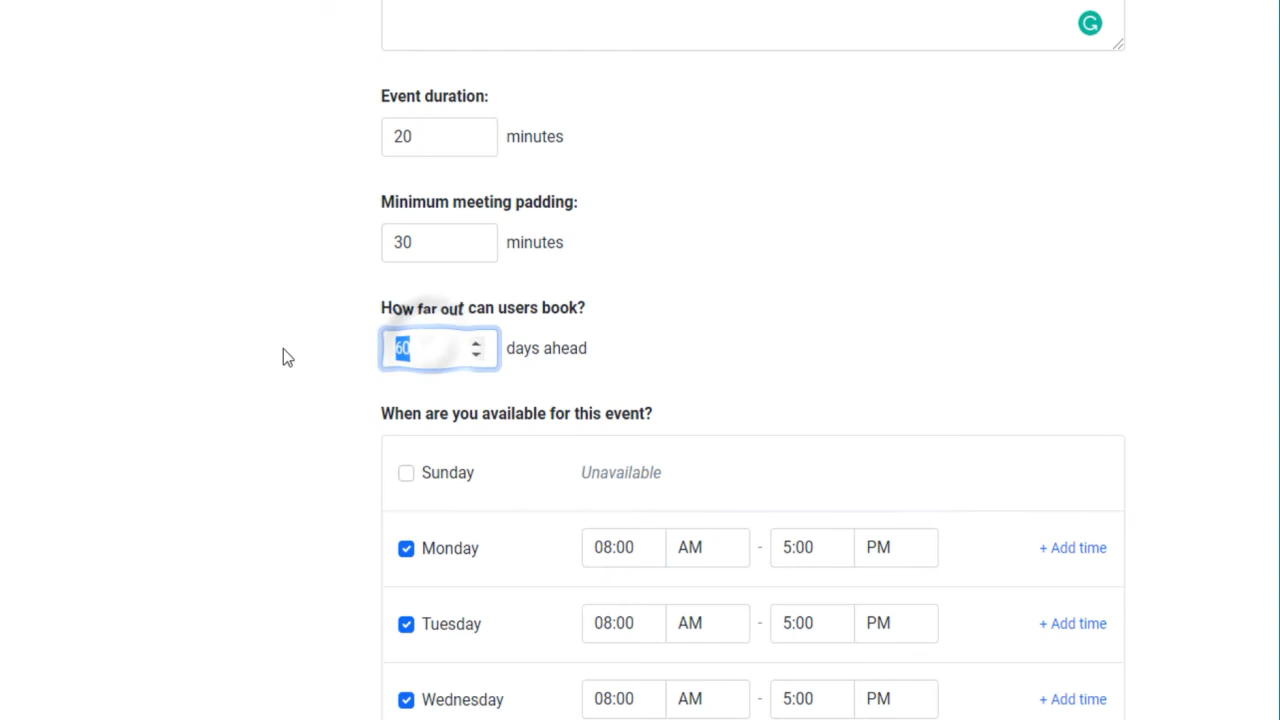 Event duration:
20 minutes
Minimum meeting padding:
30 minutes
How far out can users book?
60 days ahead
When are you available for this event?
Sunday Unavailable
Monday 08:00 AM - 5:00 PM + Add time
Tuesday 08:00 AM - 5:00 PM + Add time
Wednesday 08:00 AM - 5:00 PM + Add time